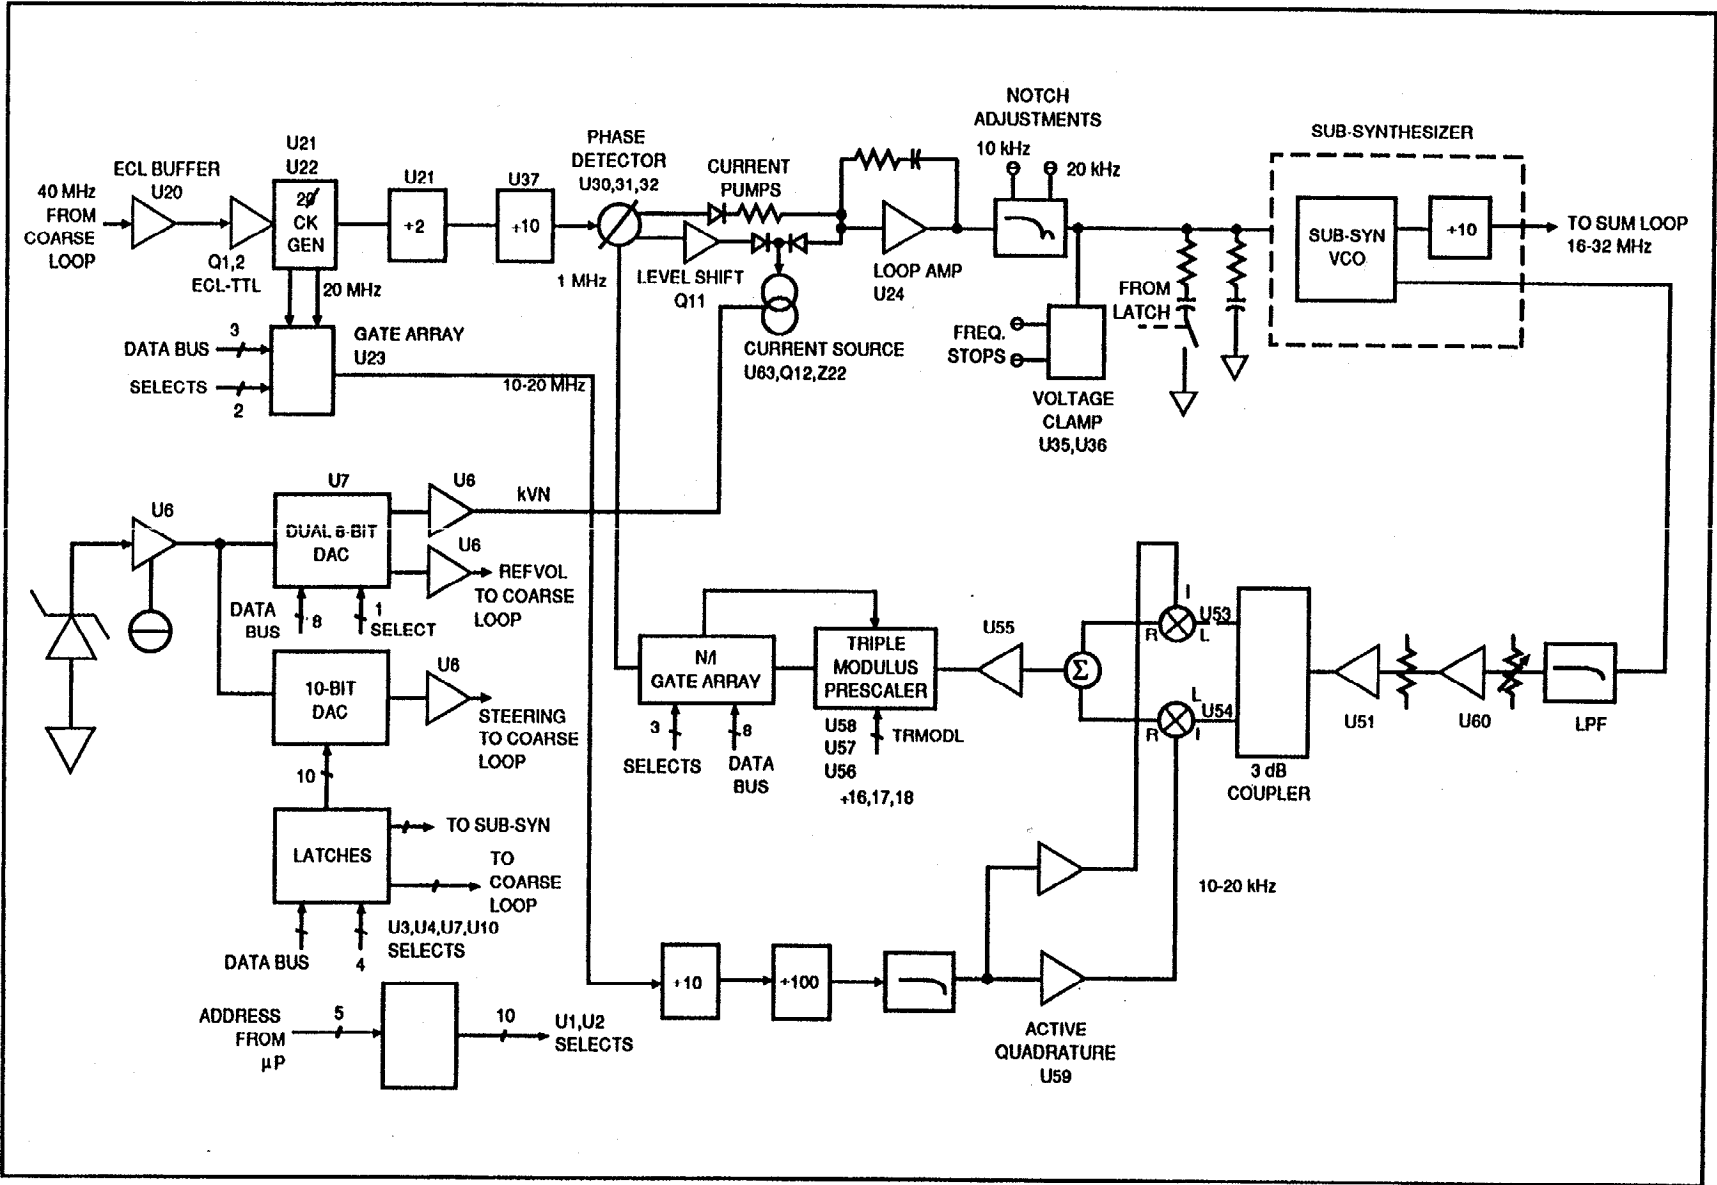 NOTCH
ADJUSTMENTS
10 kHz
20 kHz
SUB-SYNTHESIZER
U21
U22
PHASE
DETECTOR
U30,31,32
ECL BUFFER
U20
CURRENT
PUMPS
U21
U37
40 MHz
FROM
COARSE
LOOP
2Ø
CK
GEN
+2
+10
SUB-SYN
VCO
+10
TO SUM LOOP
16-32 MHz
Q1,2
ECL-TTL
20 MHz
1 MHz
LEVEL SHIFT
Q11
LOOP AMP
U24
FROM
LATCH
FREQ.
STOPS
3
DATA BUS
SELECTS
2
GATE ARRAY
U23
10-20 MHz
CURRENT SOURCE
U63,Q12,Z22
VOLTAGE
CLAMP
U35,U36
U7
U6
kVN
U6
DUAL 8-BIT
DAC
U6
REFVOL
TO COARSE
LOOP
DATA
BUS
8
1
SELECT
10-BIT
DAC
U6
STEERING
TO COARSE
LOOP
10
LATCHES
TO SUB-SYN
TO
COARSE
LOOP
U3,U4,U7,U10
SELECTS
DATA BUS
4
ADDRESS
FROM
µP
5
10
U1,U2
SELECTS
N/I
GATE ARRAY
3
SELECTS
8
DATA
BUS
TRIPLE
MODULUS
PRESCALER
U58
U57
U56
TRMODL
+16,17,18
U55
Σ
I
R
L
U53
L
R
I
U54
3 dB
COUPLER
U51
U60
LPF
10-20 kHz
+10
+100
ACTIVE
QUADRATURE
U59